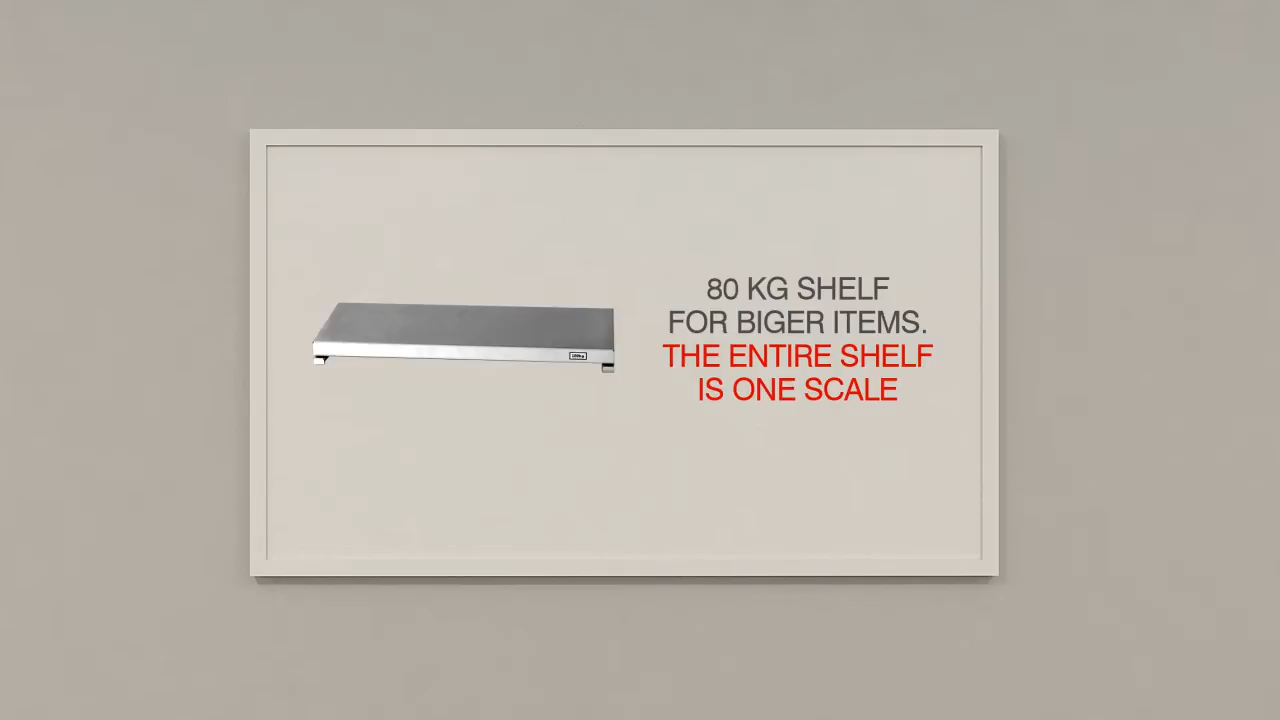 80 KG SHELF
FOR BIGER ITEMS.
THE ENTIRE SHELF
IS ONE SCALE